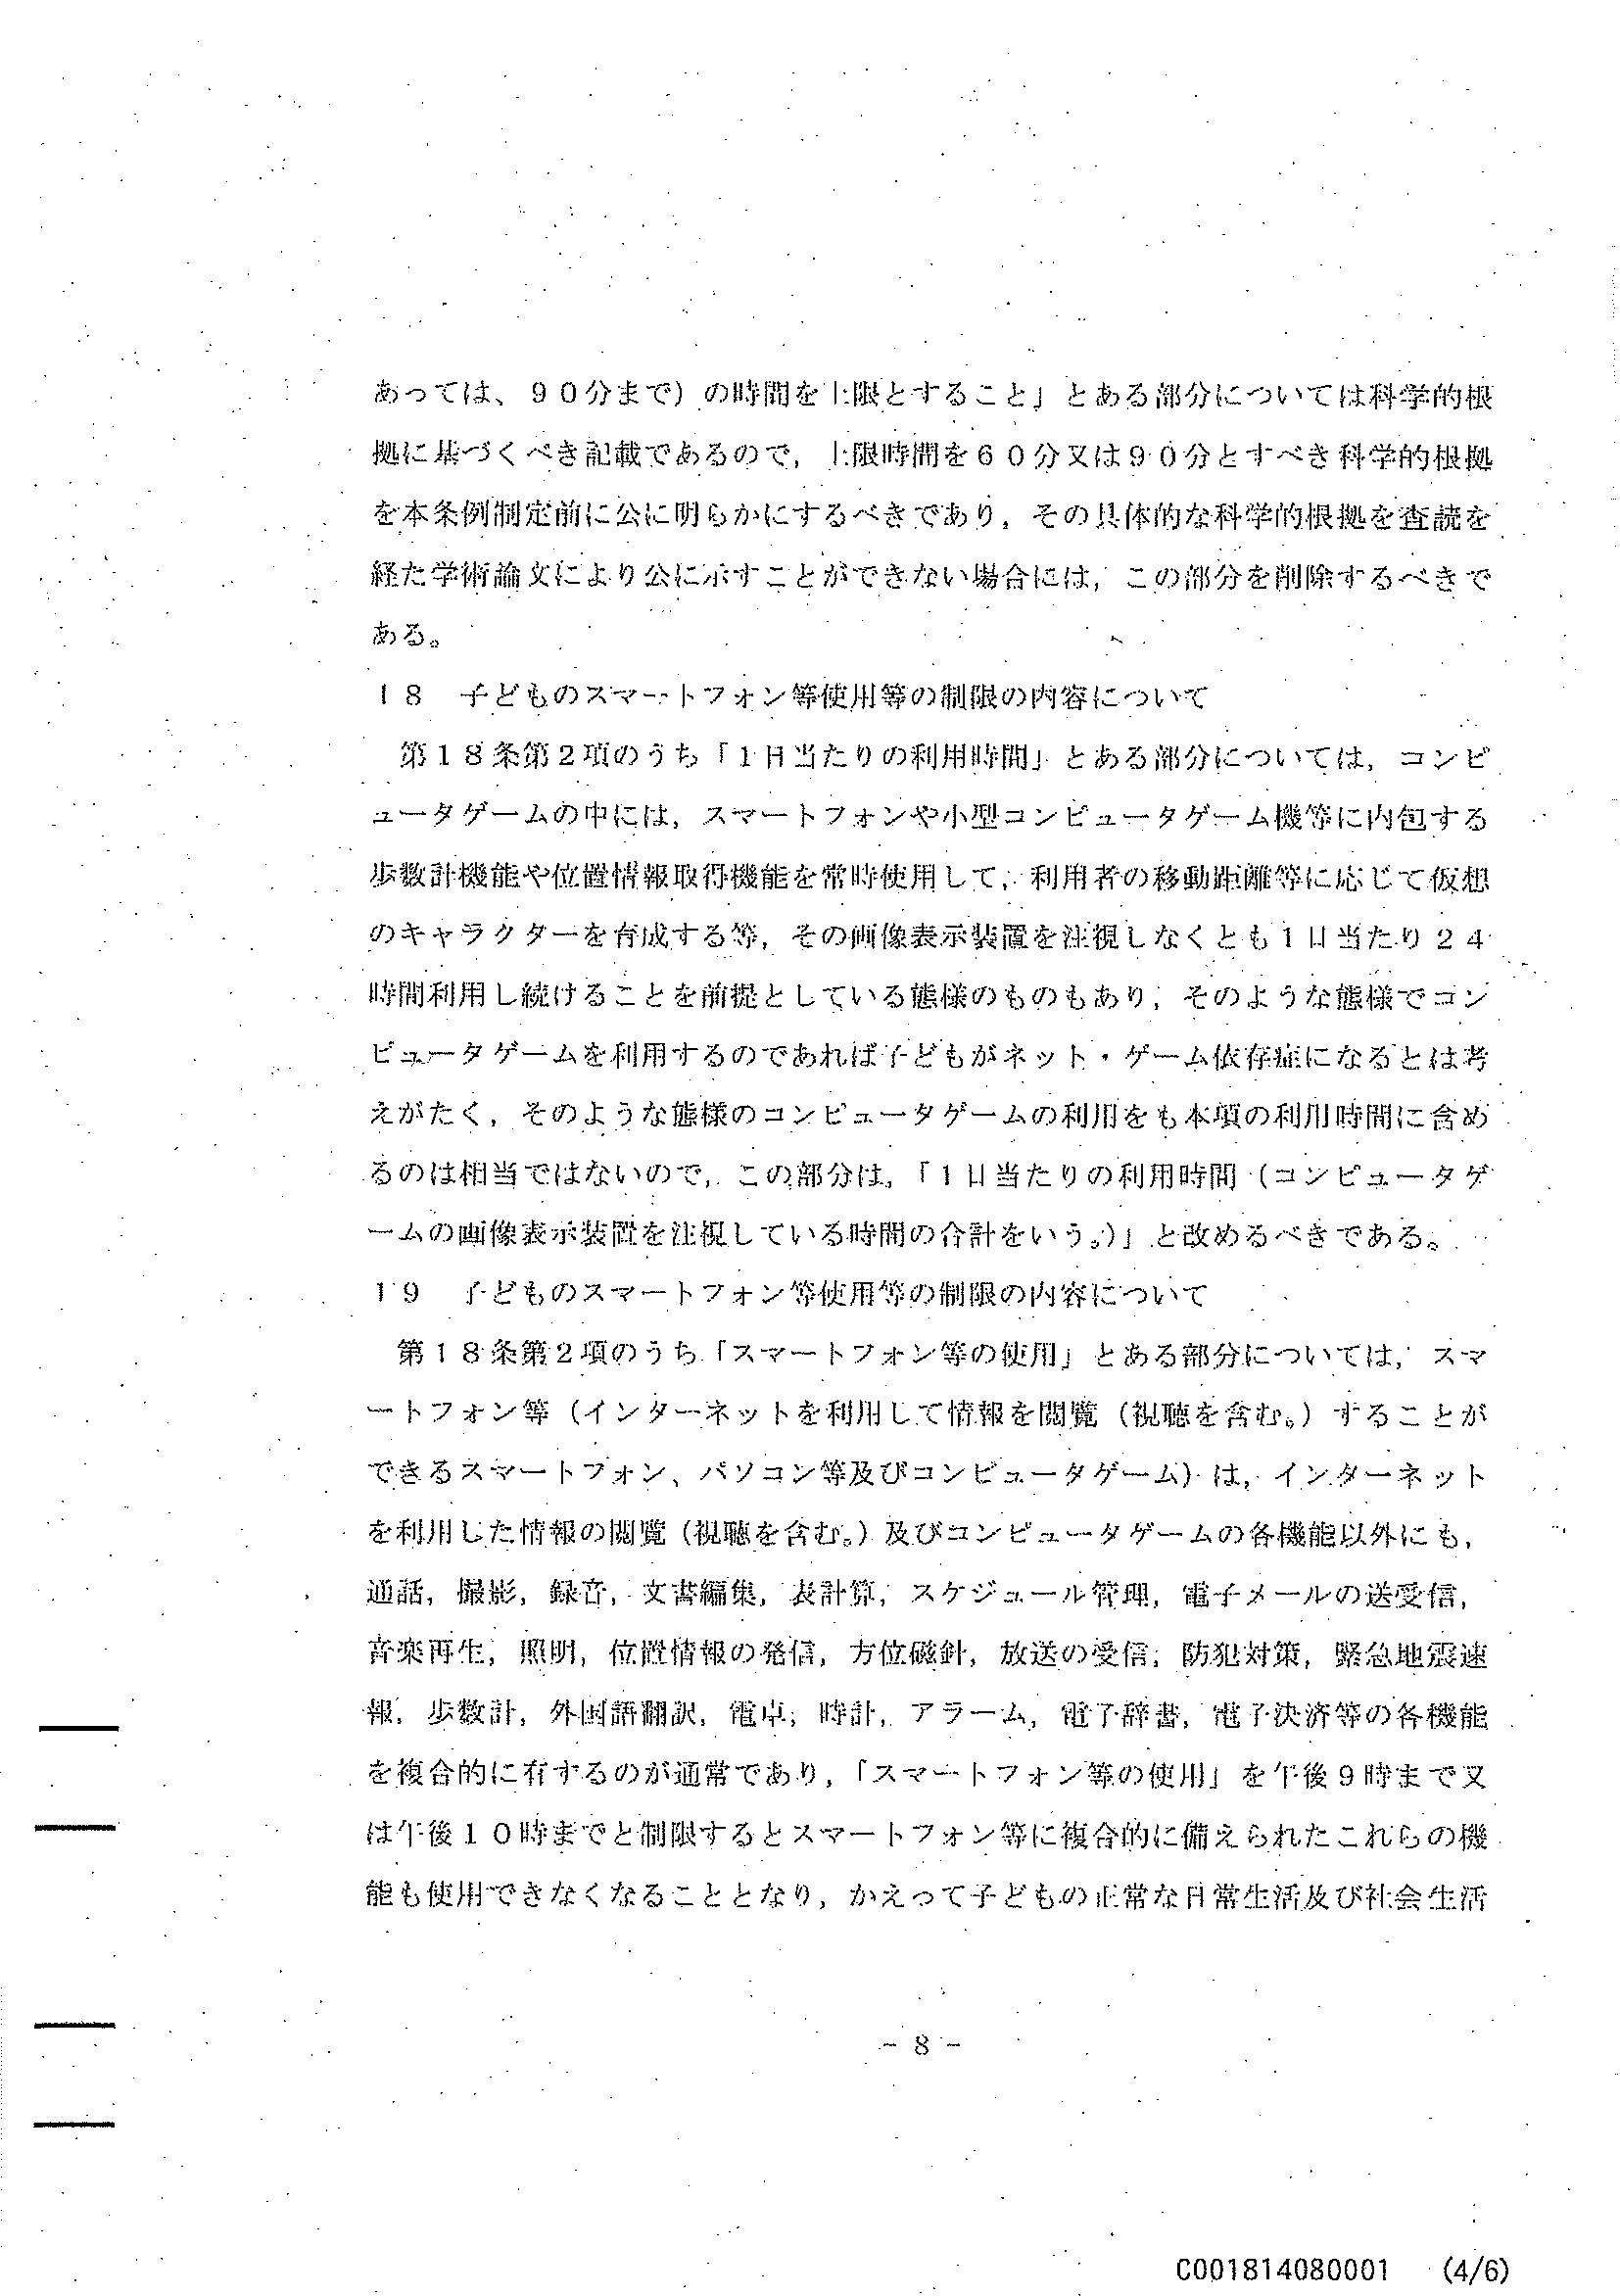 あっては、９０分まで）の時間を上限とすること」とある部分については科学的根
拠に基づくべき記載であるので，上限時間を６０分又は９０分とすべき科学的根拠
を本条例制定前に公に明らかにするべきであり，その具体的な科学的根拠を査読を
経た学術論文により公に示すことができない場合には，この部分を削除するべきで
ある。
１８　子どものスマートフォン等使用等の制限の内容について
　第１８条第２項のうち「１日当たりの利用時間」とある部分については，コンピ
ュータゲームの中には，スマートフォンや小型コンピュータゲーム機等に内包する
歩数計機能や位置情報取得機能を常時使用して，利用者の移動距離等に応じて仮想
のキャラクターを育成する等，その画像表示装置を注視しなくとも１日当たり２４
時間利用し続けることを前提としている態様のものもあり，そのような態様でコン
ピュータゲームを利用するのであれば子どもがネット・ゲーム依存症になるとは考
えがたく，そのような態様のコンピュータゲームの利用をも本項の利用時間に含め
るのは相当ではないので，この部分は，「１日当たりの利用時間（コンピュータゲ
ームの画像表示装置を注視している時間の合計をいう。）」と改めるべきである。
１９　子どものスマートフォン等使用等の制限の内容について
　第１８条第２項のうち「スマートフォン等の使用」とある部分については，スマ
ートフォン等（インターネットを利用して情報を閲覧（視聴を含む。）することが
できるスマートフォン、パソコン等及びコンピュータゲーム）は，インターネット
を利用した情報の閲覧（視聴を含む。）及びコンピュータゲームの各機能以外にも，
通話，撮影，録音，文書編集，表計算，スケジュール管理，電子メールの送受信，
音楽再生，照明，位置情報の発信，方位磁針，放送の受信，防犯対策，緊急地震速
報，歩数計，外国語翻訳，電卓，時計，アラーム，電子辞書，電子決済等の各機能
を複合的に有するのが通常であり，「スマートフォン等の使用」を午後９時まで又
は午後１０時までと制限するとスマートフォン等に複合的に備えられたこれらの機
能も使用できなくなることとなり，かえって子どもの正常な日常生活及び社会生活
－ 8 －
C001814080001　(4/6)